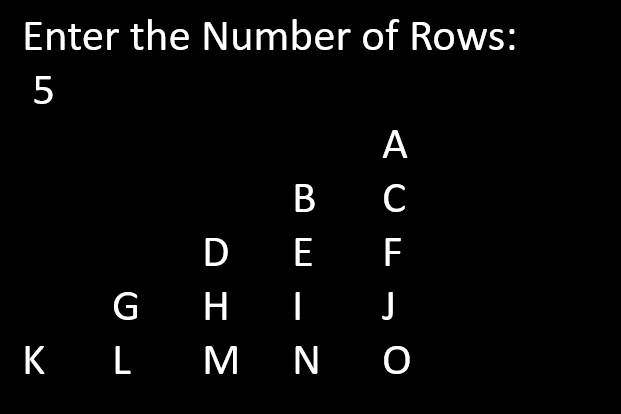 Enter the Number of Rows:
5
A
B C
D E F
G H I J
K L M N O